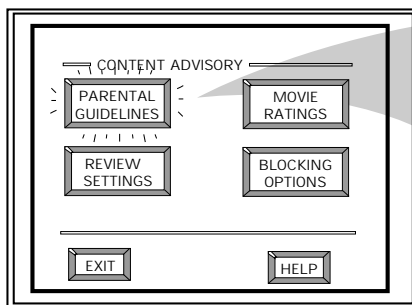 CONTENT ADVISORY
PARENTAL
GUIDELINES
MOVIE
RATINGS
REVIEW
SETTINGS
BLOCKING
OPTIONS
EXIT
HELP